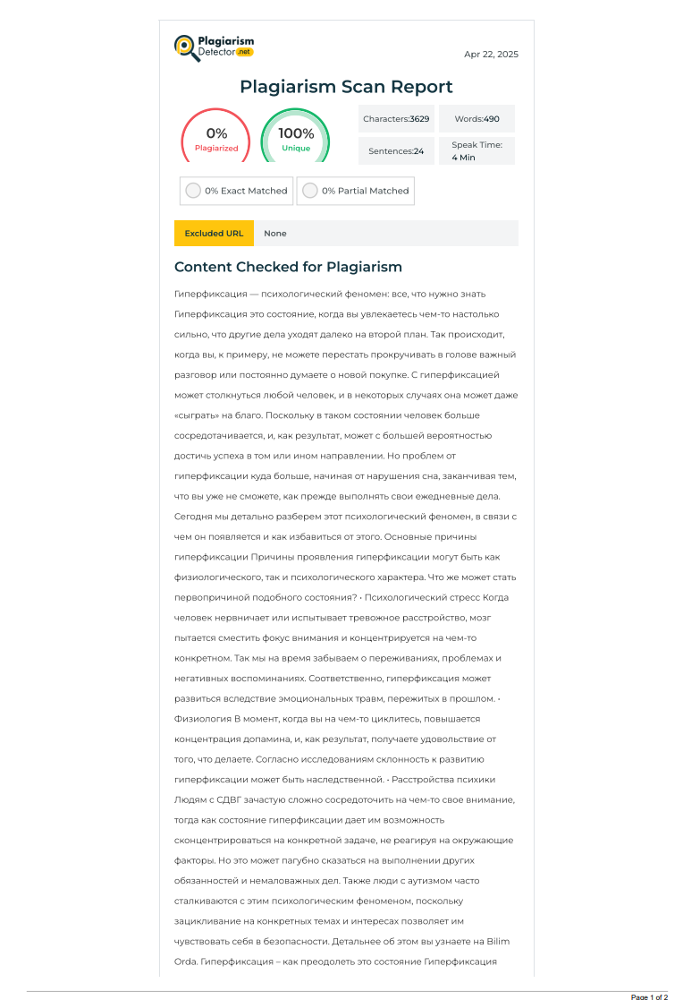 Plagiarism
Detector.net
Apr 22, 2025
Plagiarism Scan Report
0%
Plagiarized
100%
Unique
Characters:3629
Words:490
Sentences:24
Speak Time:
4 Min
0% Exact Matched
0% Partial Matched
Excluded URL
None
Content Checked for Plagiarism
Гиперфиксация — психологический феномен: все, что нужно знать
Гиперфиксация это состояние, когда вы увлекаетесь чем-то настолько
сильно, что другие дела уходят далеко на второй план. Так происходит,
когда вы, к примеру, не можете перестать прокручивать в голове важный
разговор или постоянно думаете о новой покупке. С гиперфиксацией
может столкнуться любой человек, и в некоторых случаях она может даже
«сыграть» на благо. Поскольку в таком состоянии человек больше
сосредотачивается, и, как результат, может с большей вероятностью
достичь успеха в том или ином направлении. Но проблем от
гиперфиксации куда больше, начиная от нарушения сна, заканчивая тем,
что вы уже не сможете, как прежде выполнять свои ежедневные дела.
Сегодня мы детально разберем этот психологический феномен, в связи с
чем он появляется и как избавиться от этого. Основные причины
гиперфиксации Причины проявления гиперфиксации могут быть как
физиологического, так и психологического характера. Что же может стать
первопричиной подобного состояния? • Психологический стресс Когда
человек нервничает или испытывает тревожное расстройство, мозг
пытается сместить фокус внимания и концентрируется на чем-то
конкретном. Так мы на время забываем о переживаниях, проблемах и
негативных воспоминаниях. Соответственно, гиперфиксация может
развиться вследствие эмоциональных травм, пережитых в прошлом. •
Физиология В момент, когда вы на чем-то циклитесь, повышается
концентрация допамина, и, как результат, получаете удовольствие от
того, что делаете. Согласно исследованиям склонность к развитию
гиперфиксации может быть наследственной. • Расстройства психики
Людям с СДВГ зачастую сложно сосредоточить на чем-то свое внимание,
тогда как состояние гиперфиксации дает им возможность
сконцентрироваться на конкретной задаче, не реагируя на окружающие
факторы. Но это может пагубно сказаться на выполнении других
обязанностей и немаловажных дел. Также люди с аутизмом часто
сталкиваются с этим психологическим феноменом, поскольку
зацикливание на конкретных темах и интересах позволяет им
чувствовать себя в безопасности. Детальнее об этом вы узнаете на Bilim
Orda. Гиперфиксация – как преодолеть это состояние Гиперфиксация
Page 1 of 2